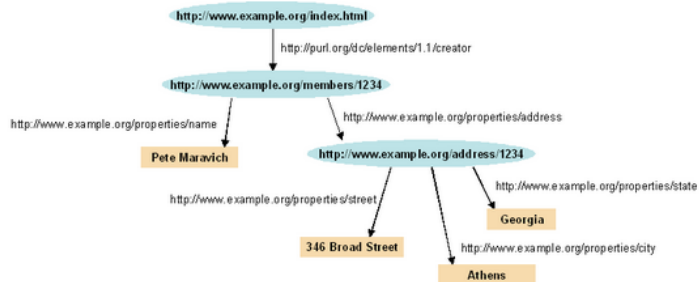 http://www.example.org/index.html
http://purl.org/dc/elements/1.1/creator
http://www.example.org/members/1234
http://www.example.org/properties/name
http://www.example.org/properties/address
Pete Maravich
http://www.example.org/address/1234
http://www.example.org/properties/street
http://www.example.org/properties/state
Georgia
346 Broad Street
http://www.example.org/properties/city
Athens